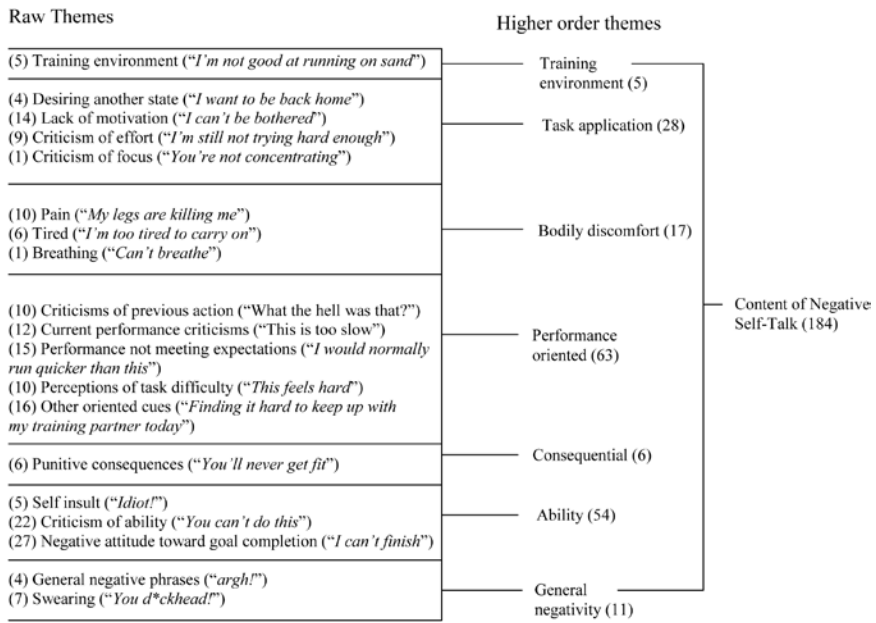 Raw Themes
Higher order themes
(5) Training environment (“I’m not good at running on sand”)
(4) Desiring another state (“I want to be back home”)
(14) Lack of motivation (“I can’t be bothered”)
(9) Criticism of effort (“I’m still not trying hard enough”)
(1) Criticism of focus (“You’re not concentrating”)
(10) Pain (“My legs are killing me”)
(6) Tired (“I’m too tired to carry on”)
(1) Breathing (“Can’t breathe”)
(10) Criticisms of previous action (“What the hell was that?”)
(12) Current performance criticisms (“This is too slow”)
(15) Performance not meeting expectations (“I would normally
run quicker than this”)
(10) Perceptions of task difficulty (“This feels hard”)
(16) Other oriented cues (“Finding it hard to keep up with
my training partner today”)
(6) Punitive consequences (“You’ll never get fit”)
(5) Self insult (“Idiot!”)
(22) Criticism of ability (“You can’t do this”)
(27) Negative attitude toward goal completion (“I can’t finish”)
(4) General negative phrases (“argh!”)
(7) Swearing (“You d*ckhead!”)
Training
environment (5)
Task application (28)
Bodily discomfort (17)
Performance
oriented (63)
Consequential (6)
Ability (54)
General
negativity (11)
Content of Negative
Self-Talk (184)